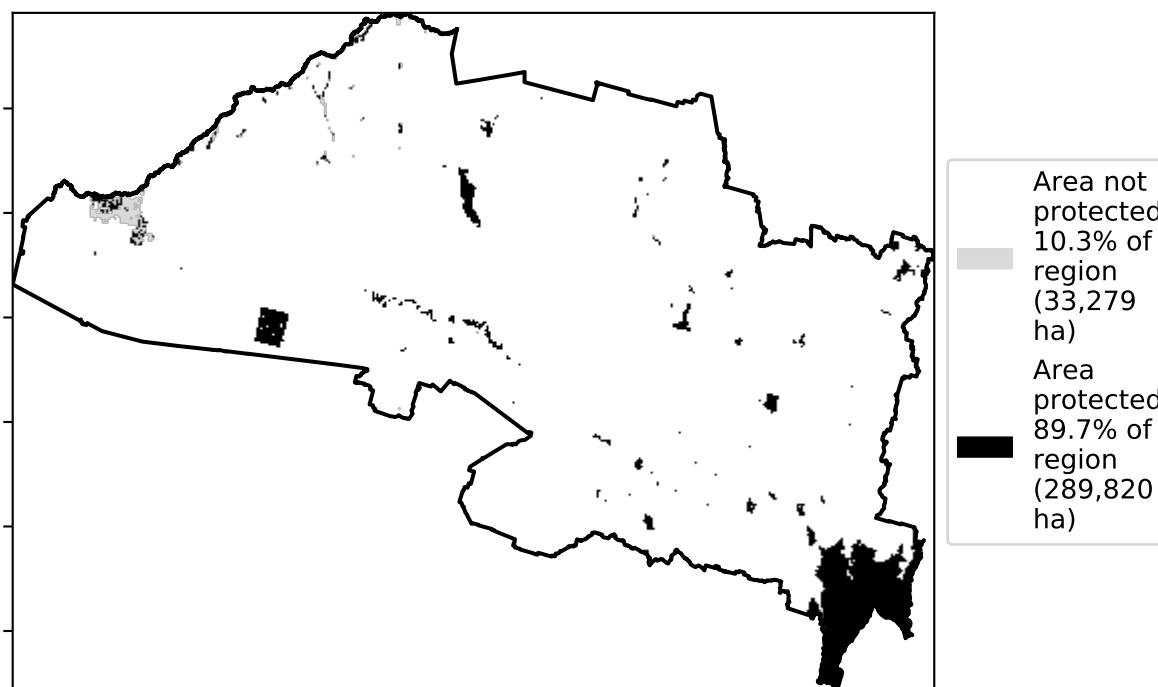 Area not
protected
10.3% of
region
(33,279
ha)
Area
protected
89.7% of
region
(289,820
ha)